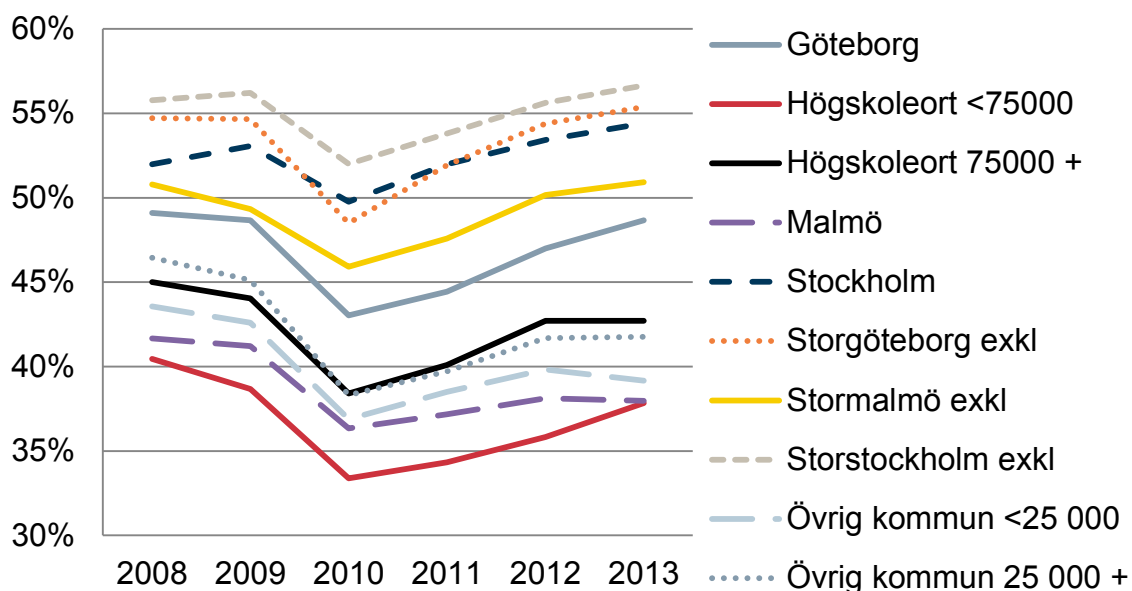 60%
55%
50%
45%
40%
35%
30%
2008 2009 2010 2011 2012 2013
Göteborg
Högskoleort <75000
Högskoleort 75000 +
Malmö
Stockholm
Storgöteborg exkl
Stormalmö exkl
Storstockholm exkl
Övrig kommun <25 000
Övrig kommun 25 000 +